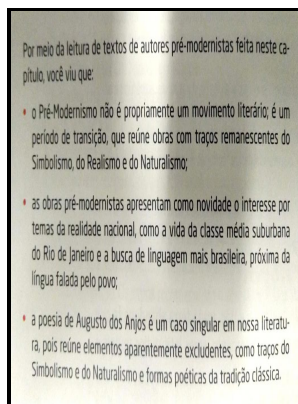 Por meio da leitura de textos de autores pré-modernistas feita neste ca-
pítulo, você viu que:
• o Pré-Modernismo não é propriamente um movimento literário; é um
período de transição, que reúne obras com traços remanescentes do
Simbolismo, do Realismo e do Naturalismo;
• as obras pré-modernistas apresentam como novidade o interesse por
temas da realidade nacional, como a vida da classe média suburbana
do Rio de Janeiro e a busca de linguagem mais brasileira, próxima da
língua falada pelo povo;
• a poesia de Augusto dos Anjos é um caso singular em nossa literatu-
ra, pois reúne elementos aparentemente excludentes, como traços do
Simbolismo e do Naturalismo e formas poéticas da tradição clássica.